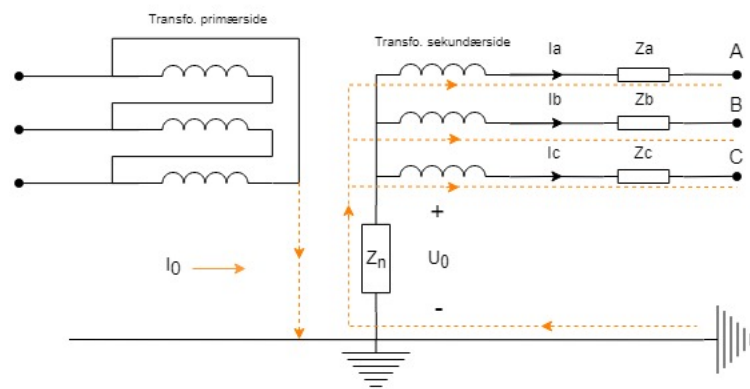 Transfo. primærside
Transfo. sekundærside
Ia
Za
A
Ib
Zb
B
Ic
Zc
C
+
I0
Zn
U0
-